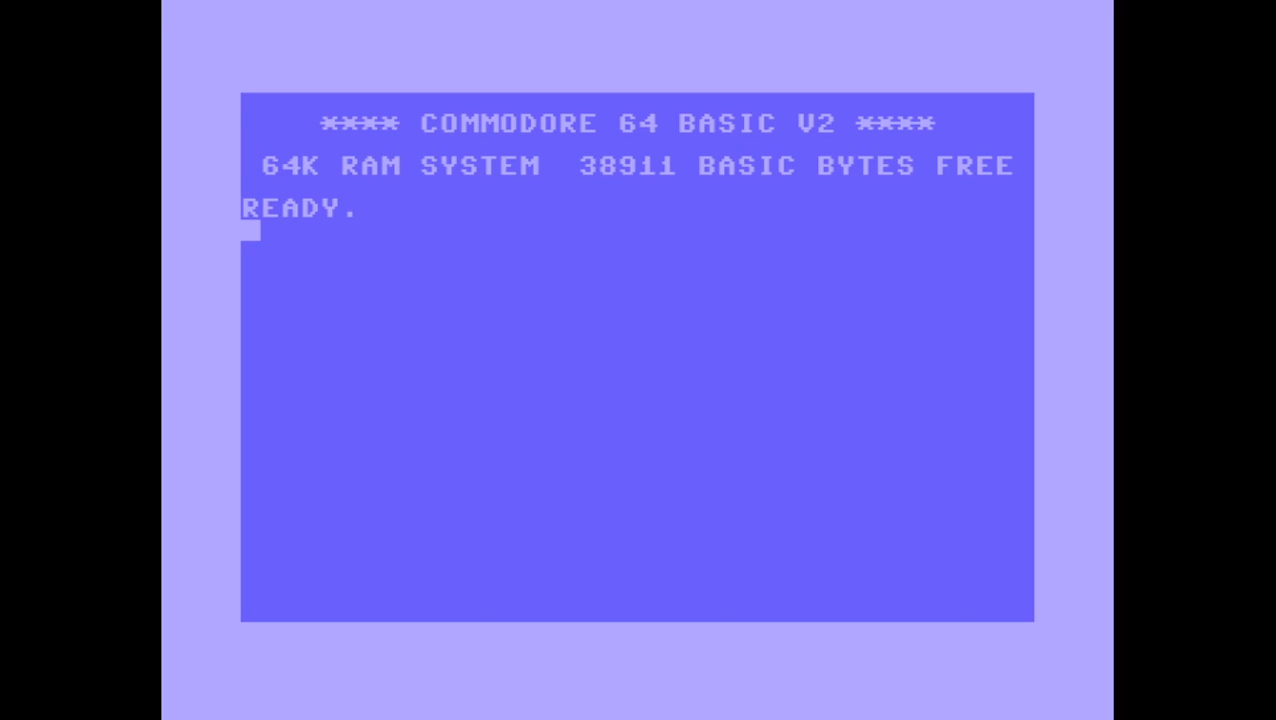 **** COMMODORE 64 BASIC V2 ****
64K RAM SYSTEM  38911 BASIC BYTES FREE
READY.